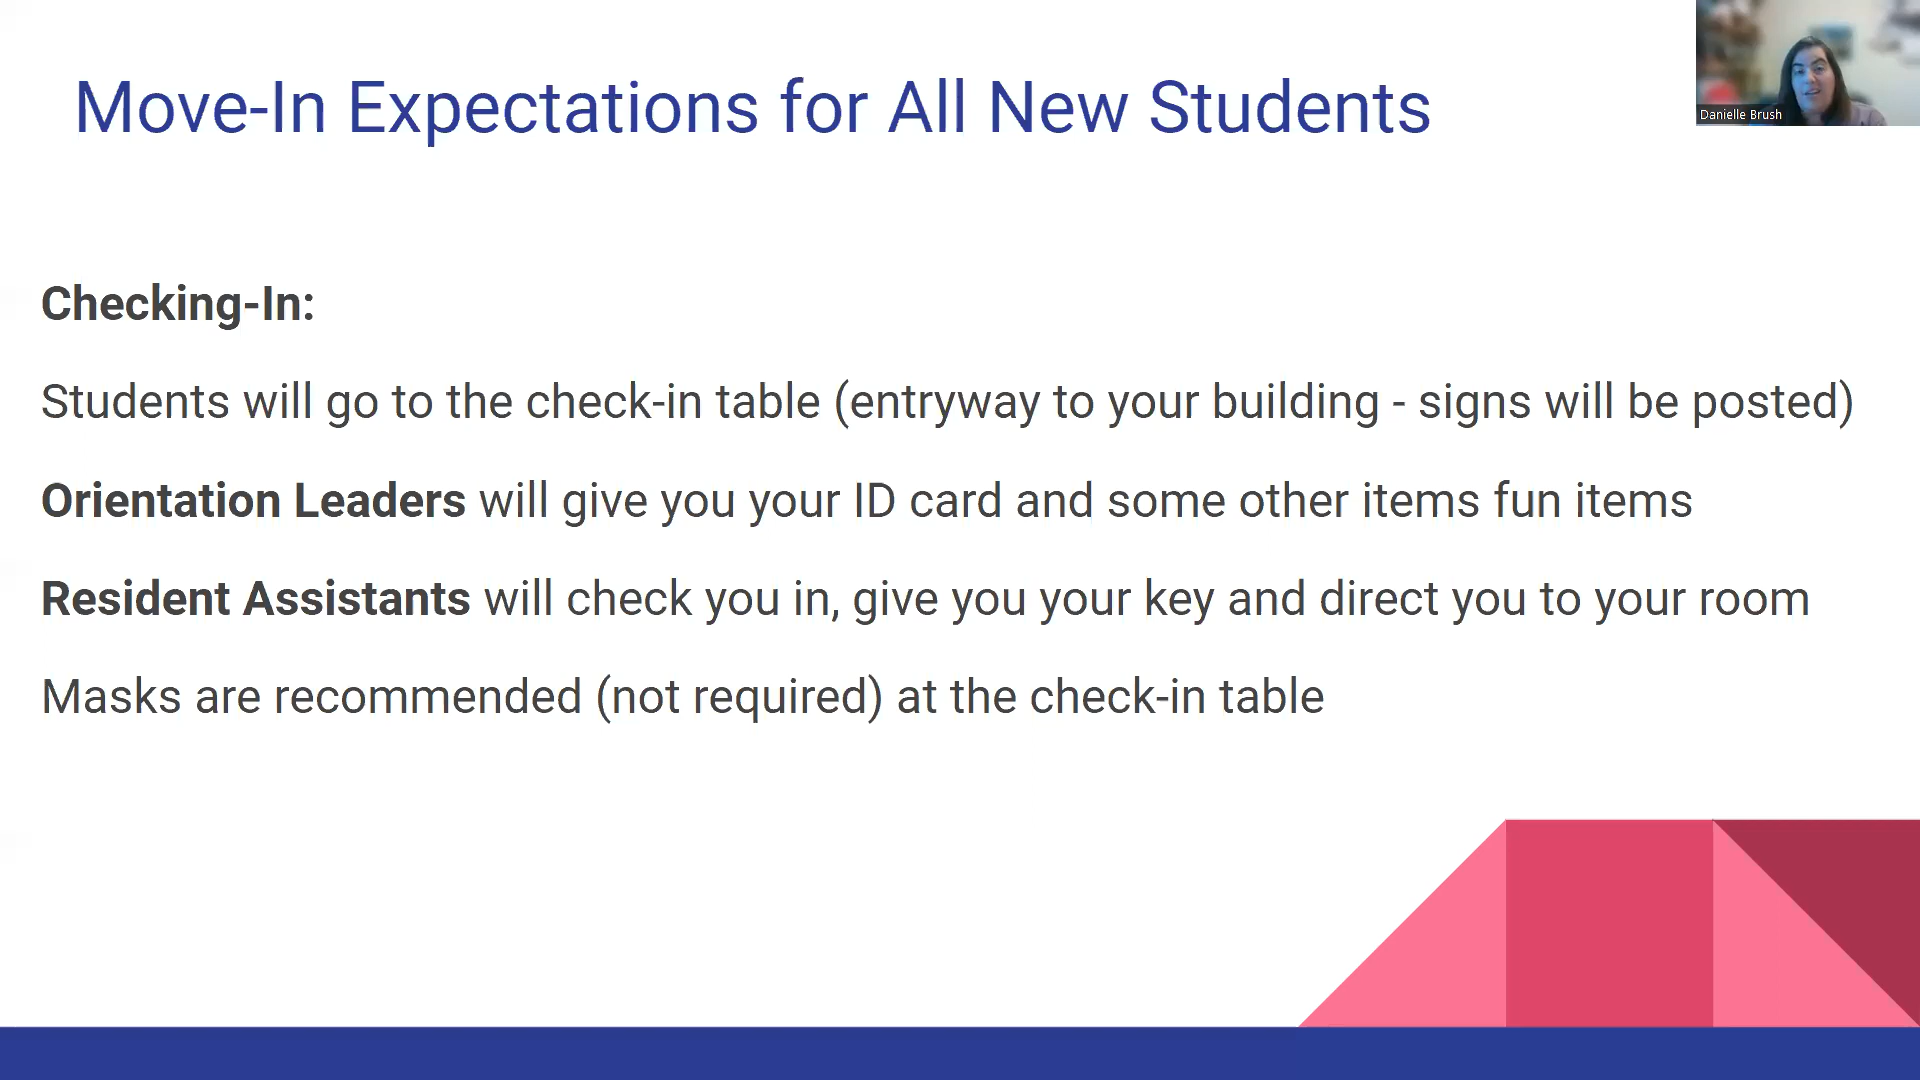 Move-In Expectations for All New Students
Danielle Brush
Checking-In:
Students will go to the check-in table (entryway to your building - signs will be posted)
Orientation Leaders will give you your ID card and some other items fun items
Resident Assistants will check you in, give you your key and direct you to your room
Masks are recommended (not required) at the check-in table